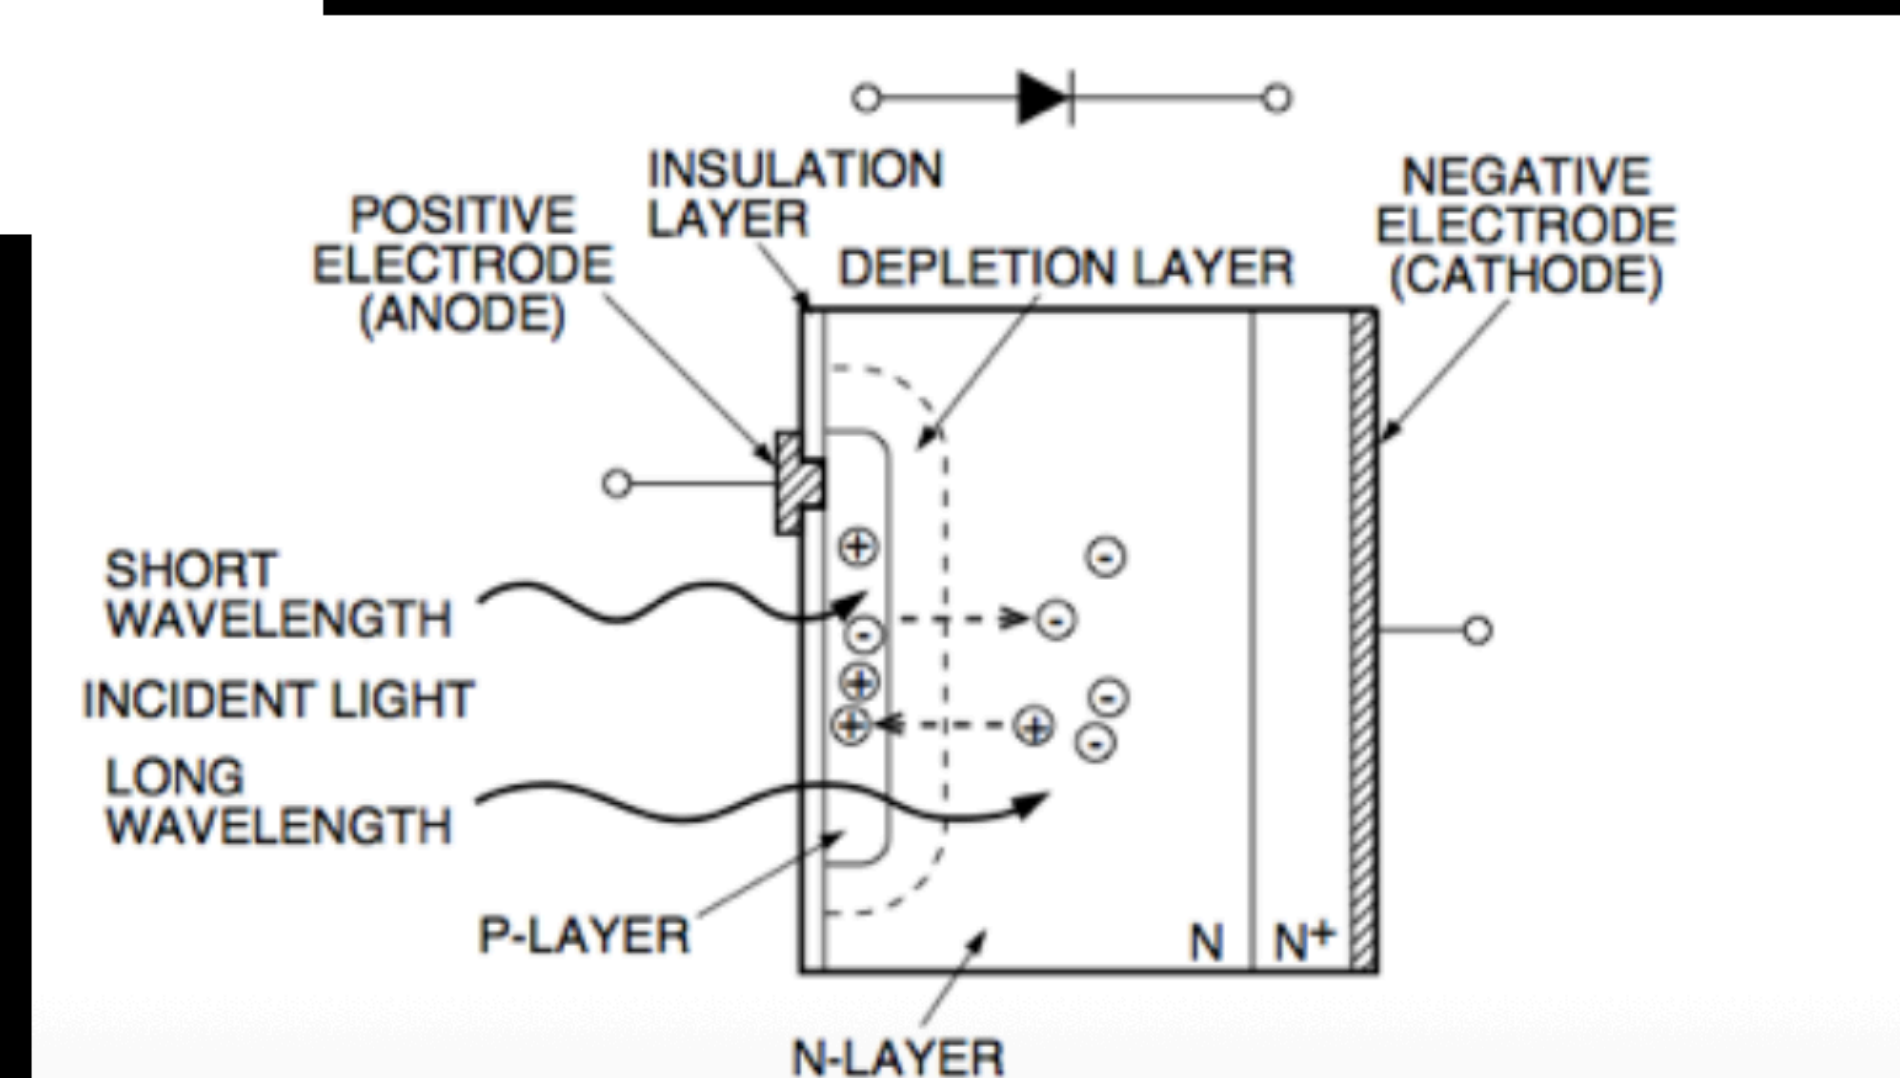 INSULATION
LAYER
POSITIVE
ELECTRODE
(ANODE)
DEPLETION LAYER
NEGATIVE
ELECTRODE
(CATHODE)
+
-
-
-
+
+
+
-
-
SHORT
WAVELENGTH
INCIDENT LIGHT
LONG
WAVELENGTH
P-LAYER
N
N+
N-LAYER